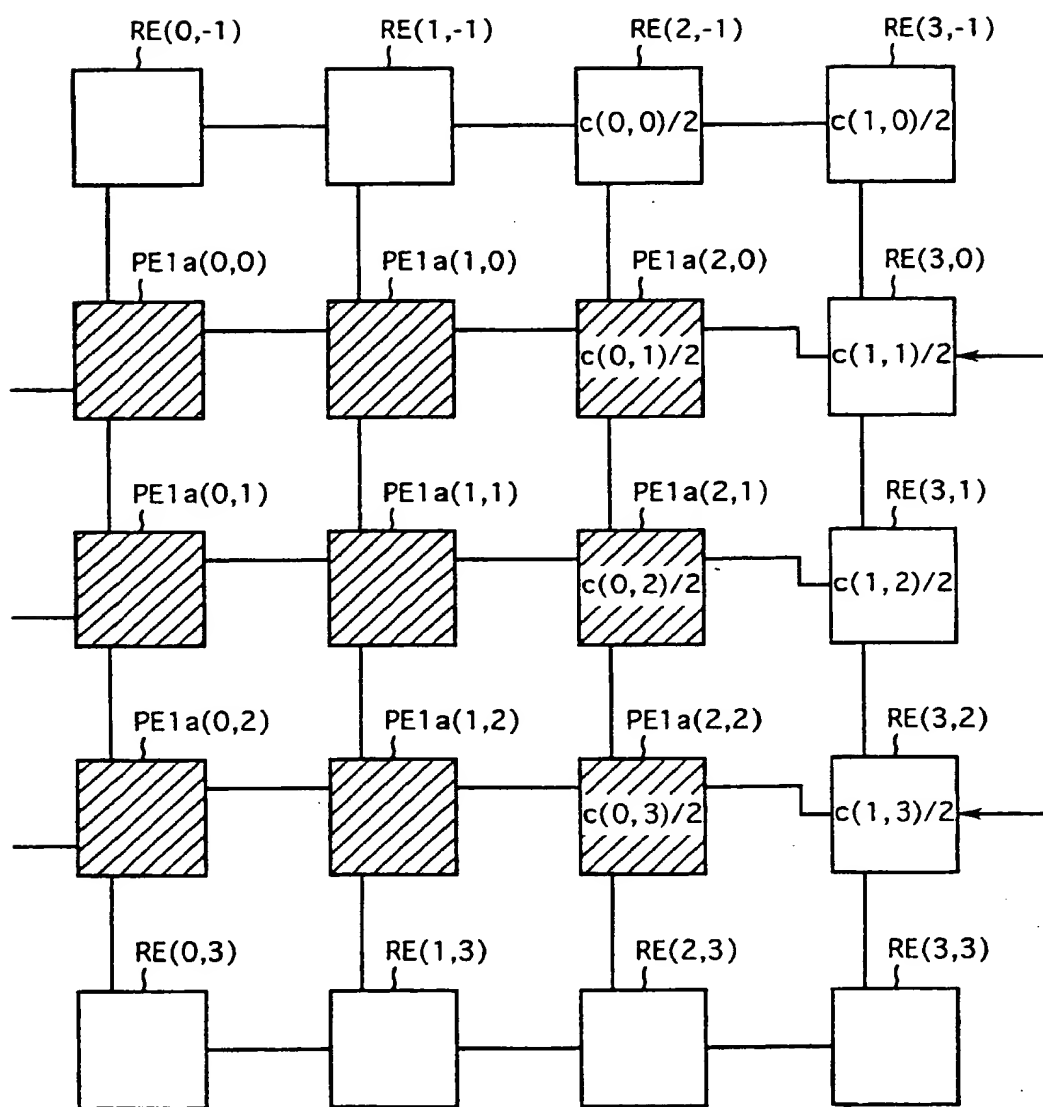 RE(0,-1) RE(1,-1) RE(2,-1) RE(3,-1)
c(0,0)/2 c(1,0)/2
PE1a(0,0) PE1a(1,0) PE1a(2,0) RE(3,0)
c(0,1)/2 c(1,1)/2
PE1a(0,1) PE1a(1,1) PE1a(2,1) RE(3,1)
c(0,2)/2 c(1,2)/2
PE1a(0,2) PE1a(1,2) PE1a(2,2) RE(3,2)
c(0,3)/2 c(1,3)/2
RE(0,3) RE(1,3) RE(2,3) RE(3,3)